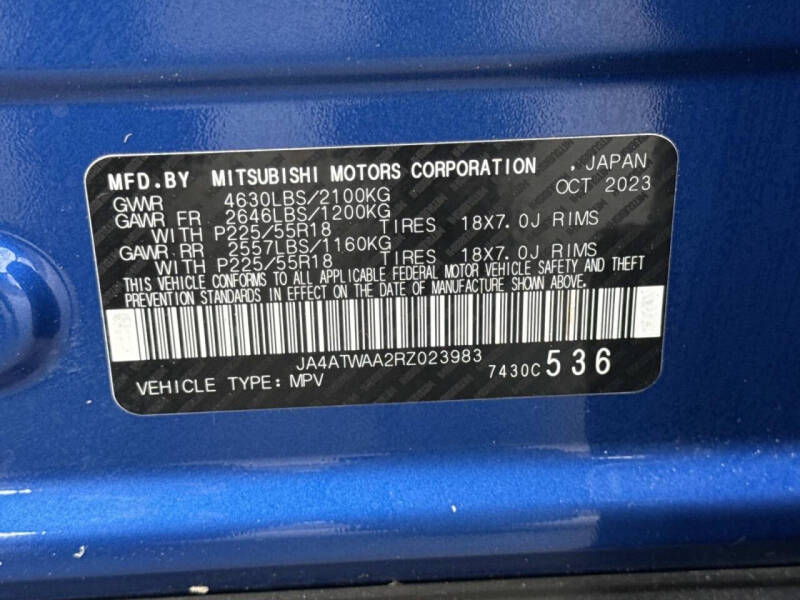 MFD.BY MITSUBISHI MOTORS CORPORATION , JAPAN
GVWR 4630LBS/2100KG OCT 2023
GAWR FR 2646LBS/1200KG
WITH P225/55R18 TIRES 18X7.0J RIMS
GAWR RR 2557LBS/1160KG
WITH P225/55R18 TIRES 18X7.0J RIMS
THIS VEHICLE CONFORMS TO ALL APPLICABLE FEDERAL MOTOR VEHICLE SAFETY AND THEFT
PREVENTION STANDARDS IN EFFECT ON THE DATE OF MANUFACTURE SHOWN ABOVE.
JA4ATWAA2RZ023983
VEHICLE TYPE: MPV 7430C 536